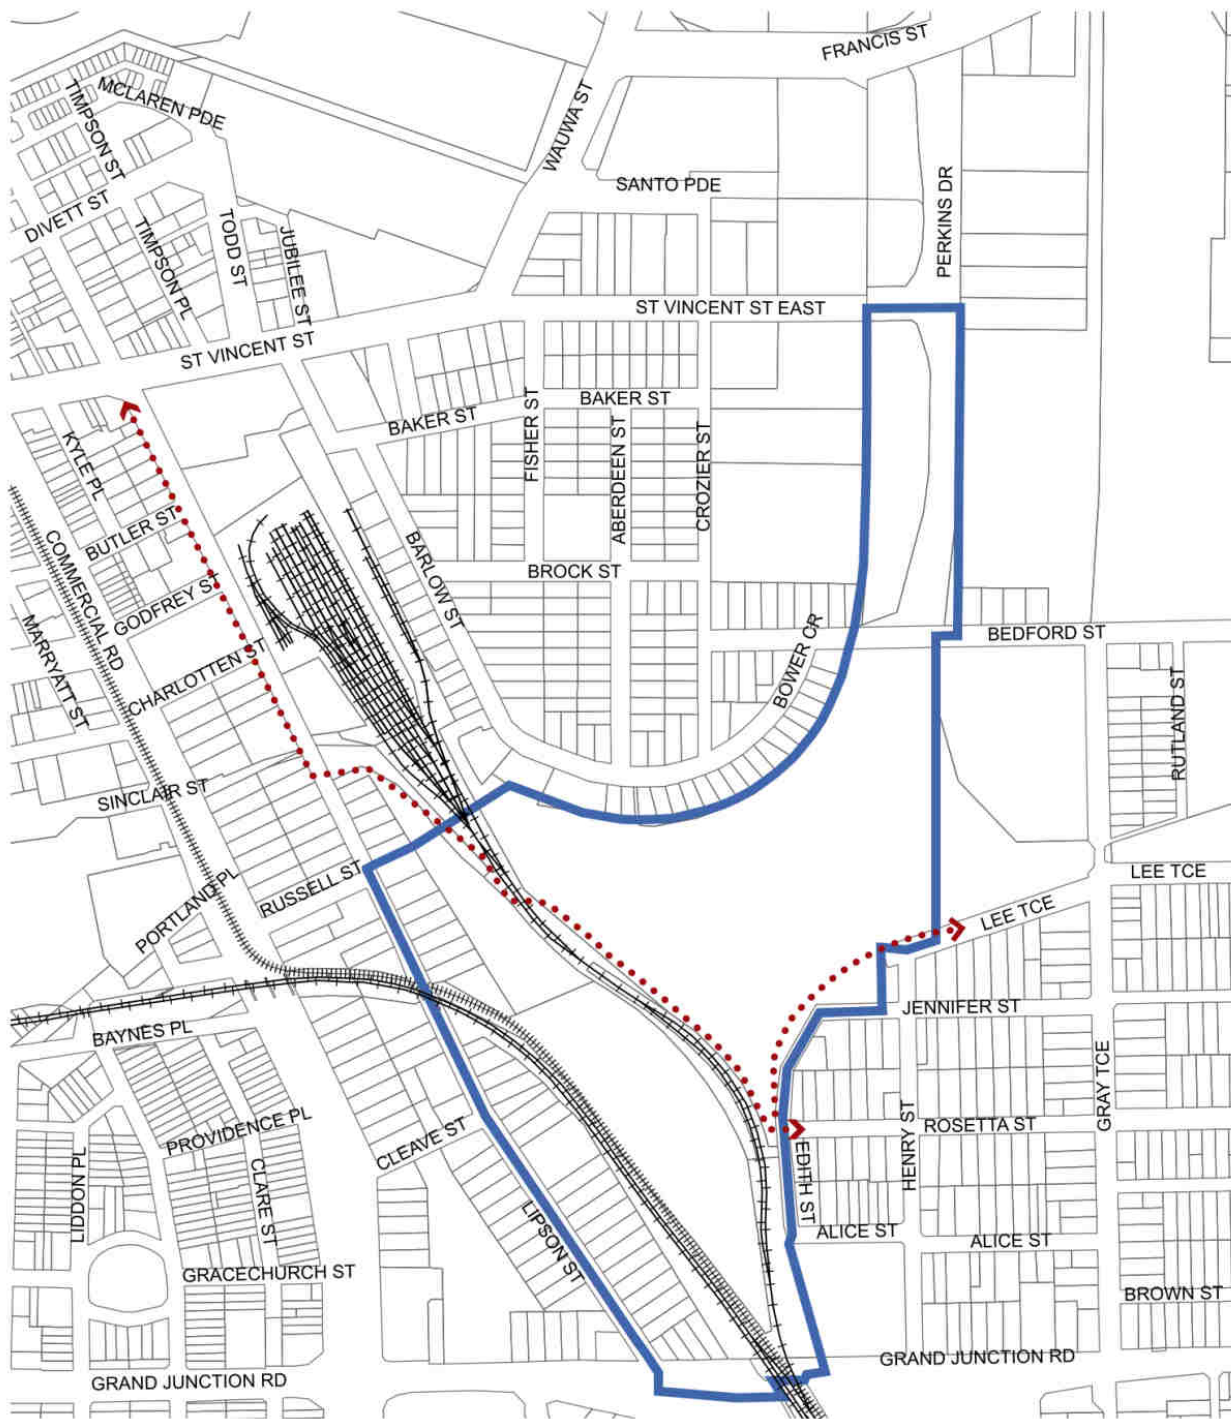 FRANCIS ST
TIMPSON ST
MCLAREN PDE
WAUWA ST
SANTO PDE
PERKINS DR
DIVETT ST
TIMPSON PL
TODD ST
JUBILEE ST
ST VINCENT ST EAST
ST VINCENT ST
BAKER ST
BAKER ST
FISHER ST
ABERDEEN ST
CROZIER ST
KYLE PL
BUTLER ST
COMMERCIAL RD
GODFREY ST
BARLOW ST
BROCK ST
MARRYATT ST
CHARLOTTEN ST
BOWER CR
BEDFORD ST
RUTLAND ST
SINCLAIR ST
RUSSELL ST
PORTLAND PL
LEE TCE
LEE TCE
JENNIFER ST
BAYNES PL
GRAY TCE
PROVIDENCE PL
CLEAVE ST
ROSETTA ST
HENRY ST
EDITH ST
LIDDON PL
CLARE ST
LIPSON ST
ALICE ST
ALICE ST
GRACECHURCH ST
BROWN ST
GRAND JUNCTION RD
GRAND JUNCTION RD